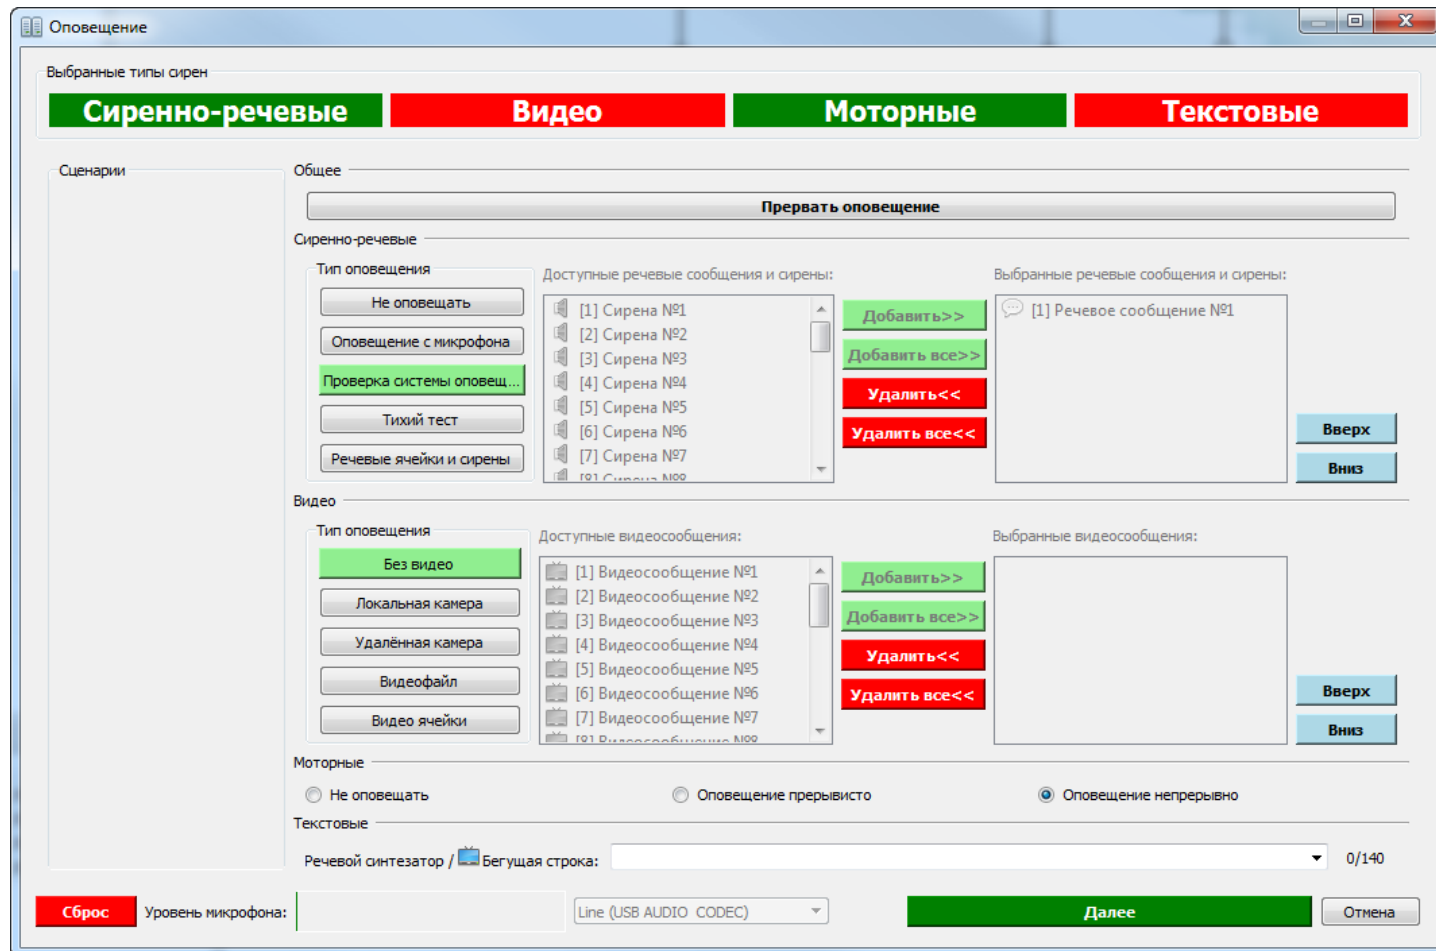 Оповещение
Выбранные типы сирен
Сиренно-речевые Видео Моторные Текстовые
Сценарии
Общее
Прервать оповещение
Сиренно-речевые
Тип оповещения
Не оповещать
Оповещение с микрофона
Проверка системы оповещ...
Тихий тест
Речевые ячейки и сирены
Доступные речевые сообщения и сирены:
[1] Сирена №1
[2] Сирена №2
[3] Сирена №3
[4] Сирена №4
[5] Сирена №5
[6] Сирена №6
[7] Сирена №7
[8] Сирена №8
Добавить>>
Добавить все>>
Удалить<<
Удалить все<<
Выбранные речевые сообщения и сирены:
[1] Речевое сообщение №1
Вверх
Вниз
Видео
Тип оповещения
Без видео
Локальная камера
Удалённая камера
Видеофайл
Видео ячейки
Доступные видеосообщения:
[1] Видеосообщение №1
[2] Видеосообщение №2
[3] Видеосообщение №3
[4] Видеосообщение №4
[5] Видеосообщение №5
[6] Видеосообщение №6
[7] Видеосообщение №7
[8] Видеосообщение №8
Добавить>>
Добавить все>>
Удалить<<
Удалить все<<
Выбранные видеосообщения:
Вверх
Вниз
Моторные
Не оповещать Оповещение прерывисто Оповещение непрерывно
Текстовые
Речевой синтезатор / Бегущая строка: 0/140
Сброс Уровень микрофона: Line (USB AUDIO CODEC) Далее Отмена